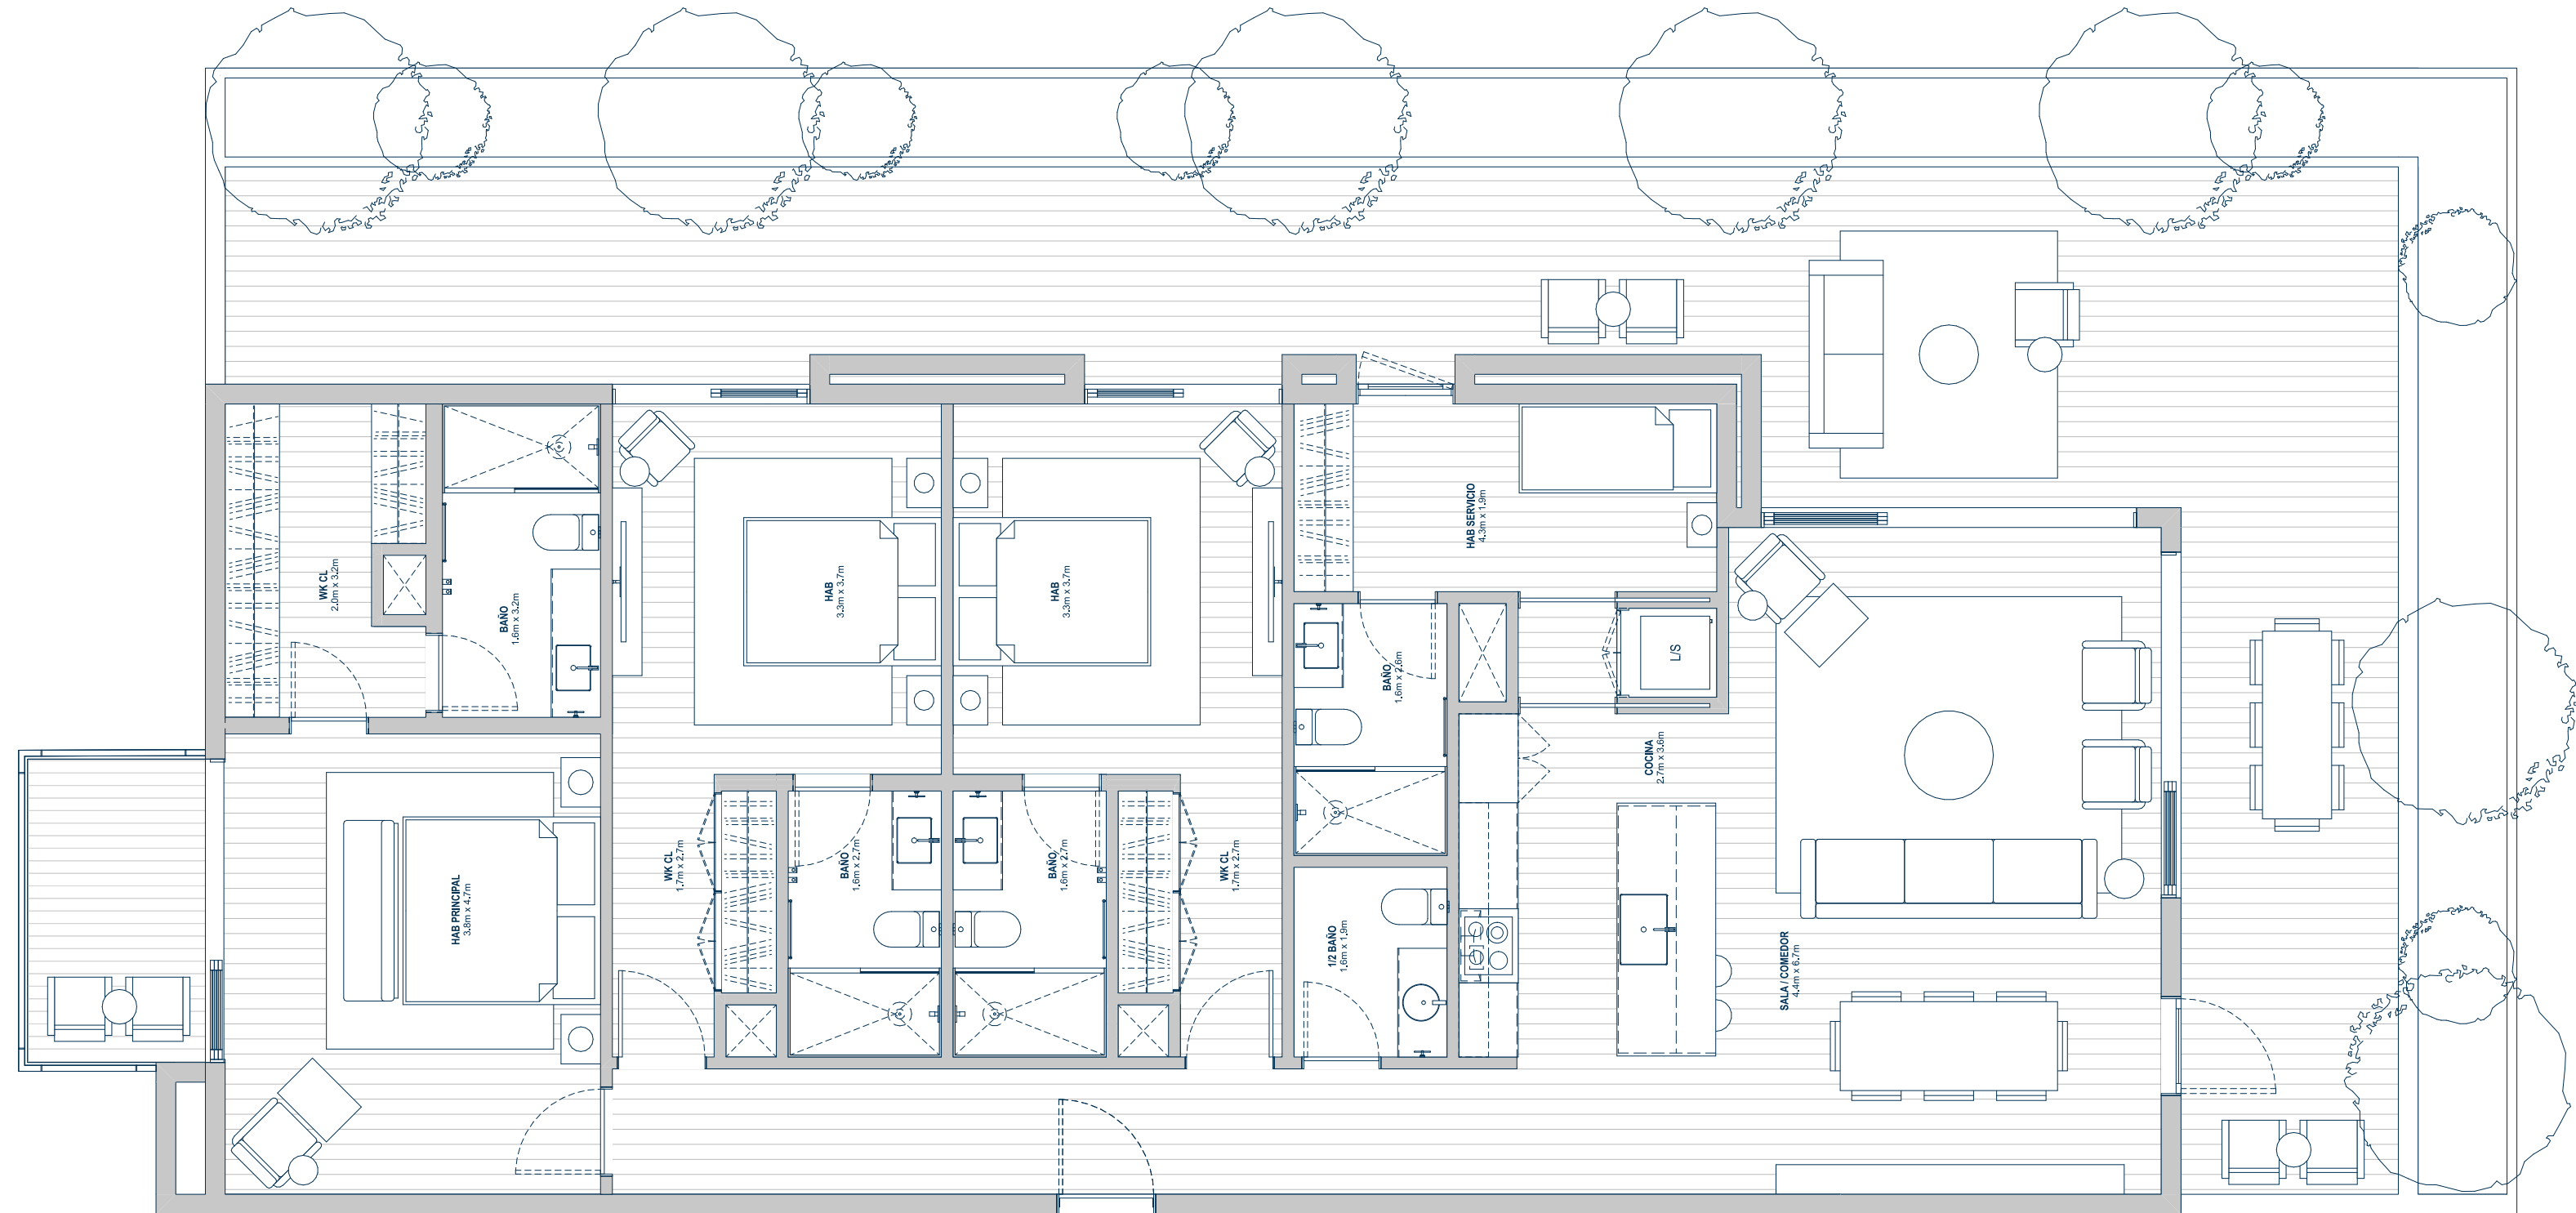 WK CL
2.0m x 3.2m
BAÑO
1.6m x 3.2m
HAB PRINCIPAL
3.8m x 4.7m
HAB
3.3m x 3.7m
HAB
3.3m x 3.7m
WK CL
1.7m x 2.7m
BAÑO
1.6m x 2.7m
BAÑO
1.6m x 2.7m
WK CL
1.7m x 2.7m
HAB SERVICIO
4.3m x 1.9m
BAÑO
1.6m x 2.6m
1/2 BAÑO
1.6m x 1.9m
L/S
COCINA
2.7m x 3.6m
SALA / COMEDOR
4.4m x 6.7m